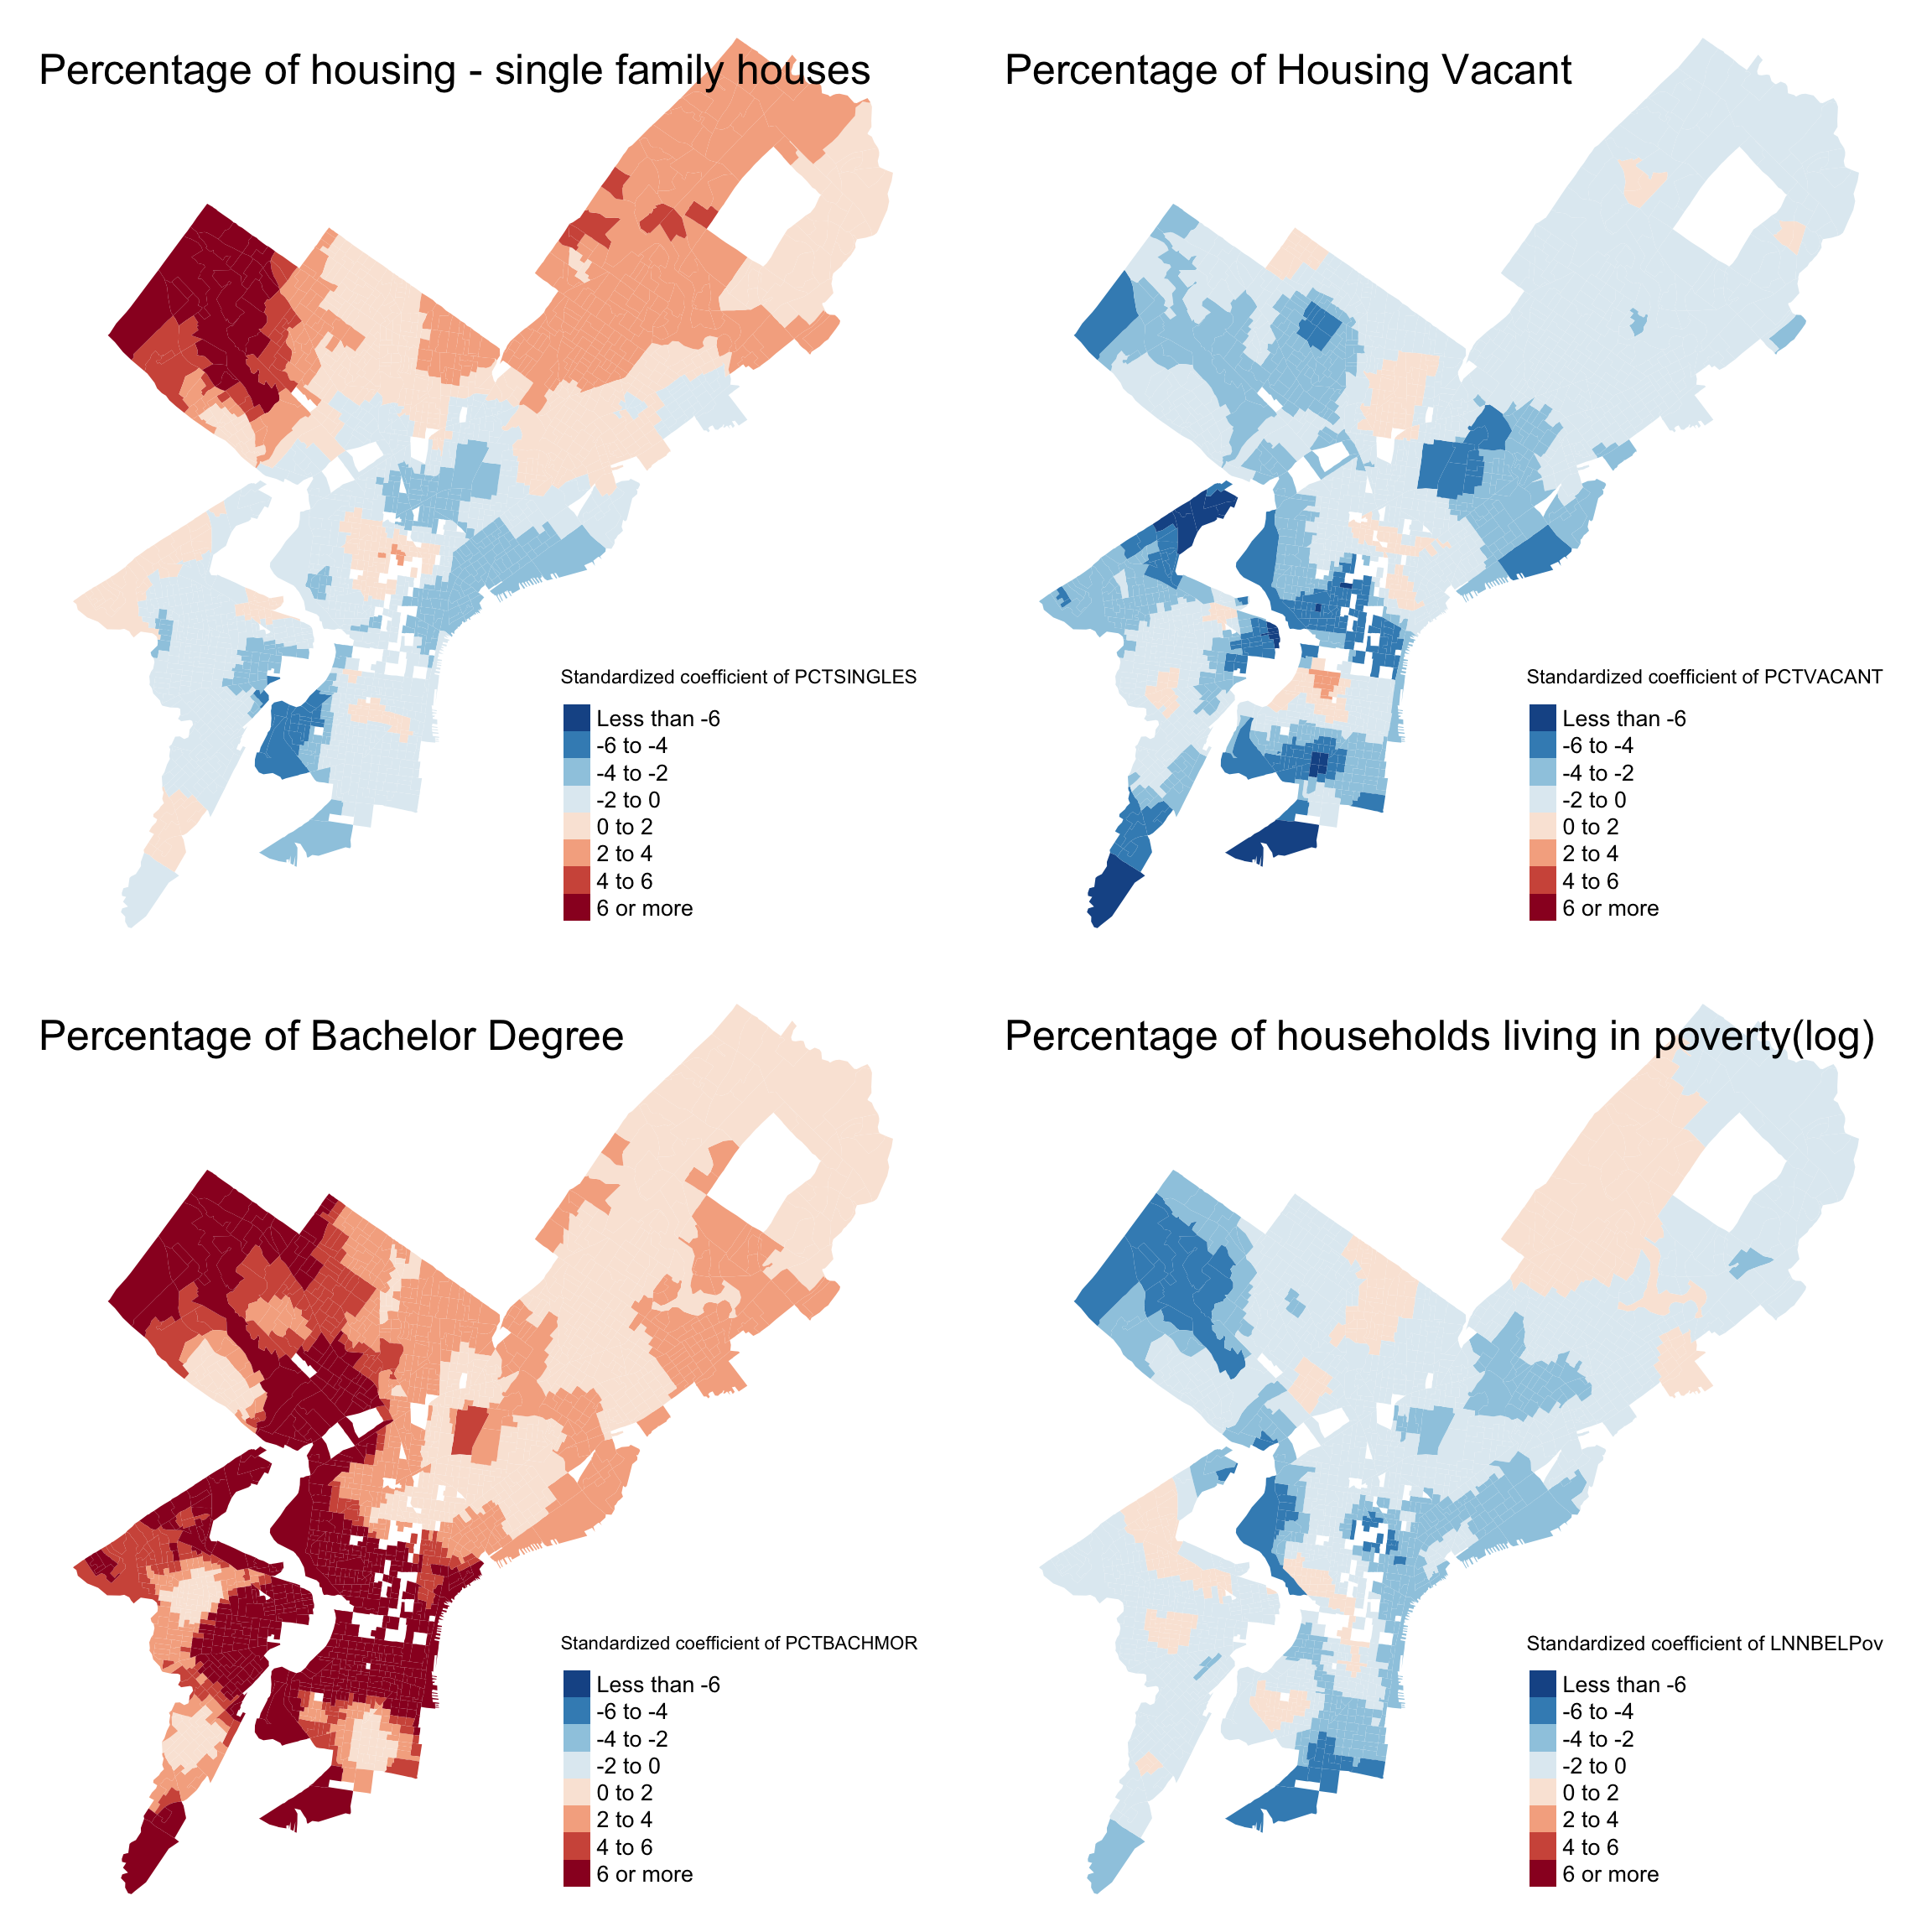 Percentage of housing - single family houses
Standardized coefficient of PCTSINGLES
Less than -6
-6 to -4
-4 to -2
-2 to 0
0 to 2
2 to 4
4 to 6
6 or more
Percentage of Housing Vacant
Standardized coefficient of PCTVACANT
Less than -6
-6 to -4
-4 to -2
-2 to 0
0 to 2
2 to 4
4 to 6
6 or more
Percentage of Bachelor Degree
Standardized coefficient of PCTBACHMOR
Less than -6
-6 to -4
-4 to -2
-2 to 0
0 to 2
2 to 4
4 to 6
6 or more
Percentage of households living in poverty(log)
Standardized coefficient of LNNBELPov
Less than -6
-6 to -4
-4 to -2
-2 to 0
0 to 2
2 to 4
4 to 6
6 or more